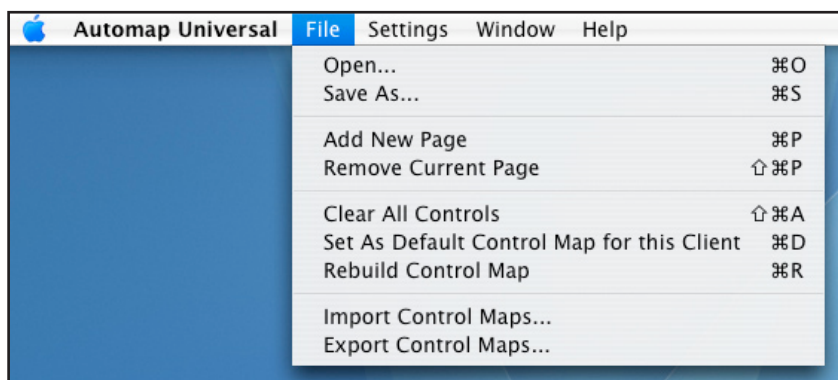 Automap Universal File Settings Window Help
Open... ⌘O
Save As... ⌘S
Add New Page ⌘P
Remove Current Page ⇧⌘P
Clear All Controls ⇧⌘A
Set As Default Control Map for this Client ⌘D
Rebuild Control Map ⌘R
Import Control Maps...
Export Control Maps...